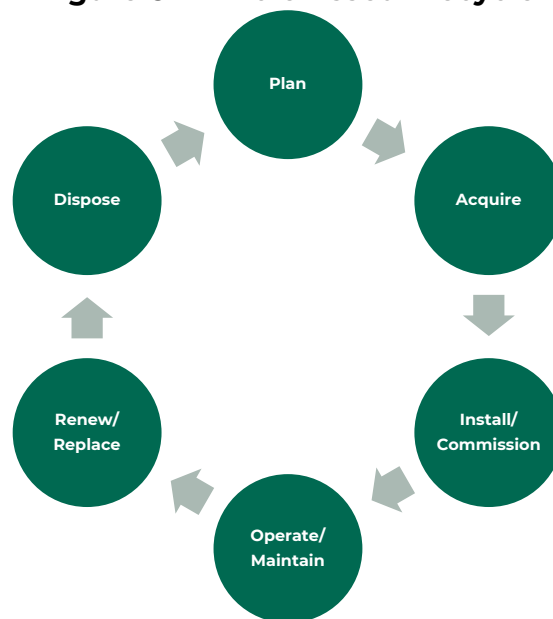 Plan
Acquire
Install/
Commission
Operate/
Maintain
Renew/
Replace
Dispose